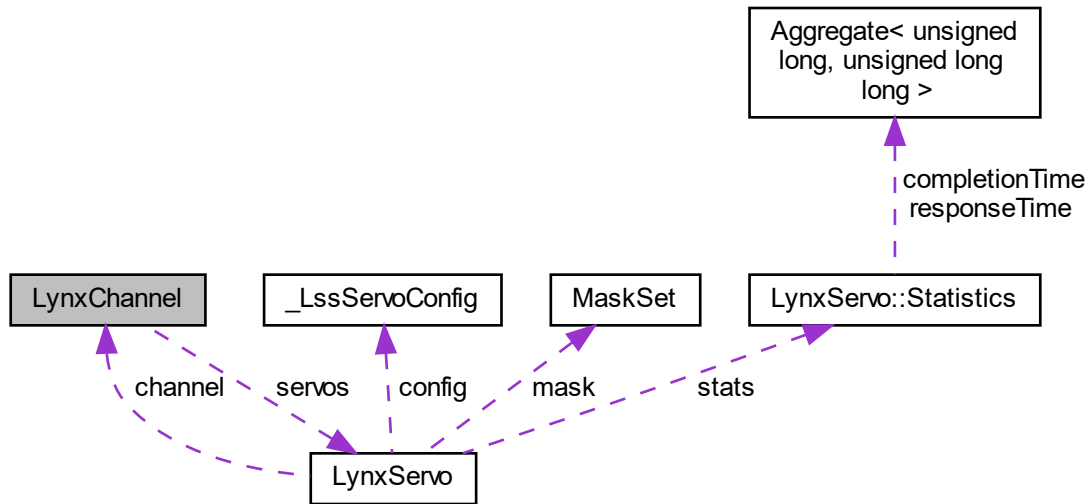 Aggregate< unsigned
long, unsigned long
long >
completionTime
responseTime
LynxChannel
_LssServoConfig
MaskSet
LynxServo::Statistics
channel
servos
config
mask
stats
LynxServo